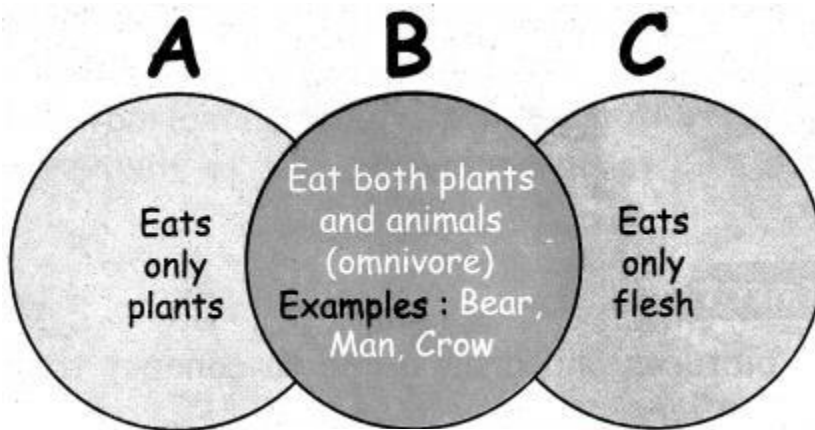 A B C
Eats
only
plants
Eat both plants
and animals
(omnivore)
Examples : Bear,
Man, Crow
Eats
only
flesh